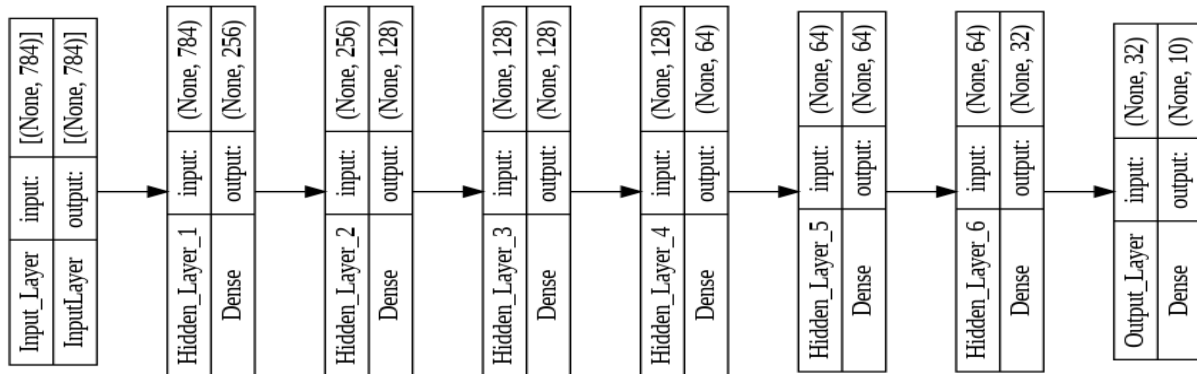 Input_Layer input: [(None, 784)]
InputLayer output: [(None, 784)]
Hidden_Layer_1 input: (None, 784)
Dense output: (None, 256)
Hidden_Layer_2 input: (None, 256)
Dense output: (None, 128)
Hidden_Layer_3 input: (None, 128)
Dense output: (None, 128)
Hidden_Layer_4 input: (None, 128)
Dense output: (None, 64)
Hidden_Layer_5 input: (None, 64)
Dense output: (None, 64)
Hidden_Layer_6 input: (None, 64)
Dense output: (None, 32)
Output_Layer input: (None, 32)
Dense output: (None, 10)